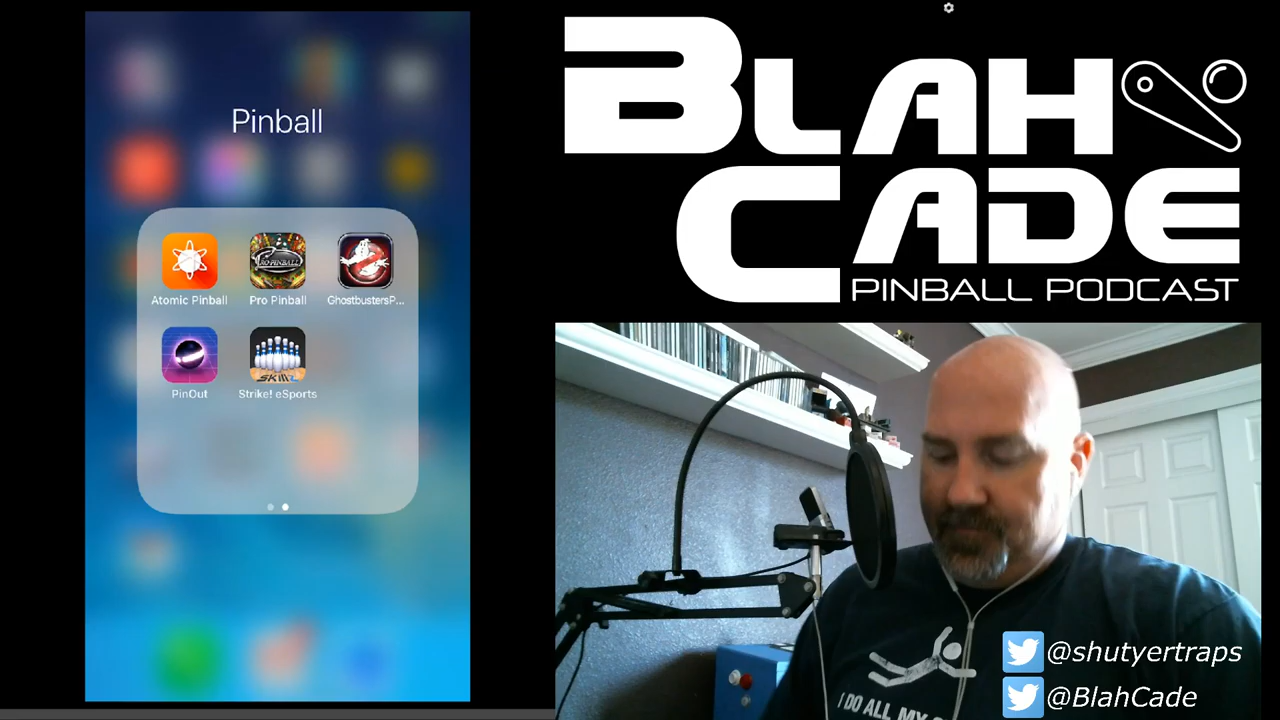 Pinball
Atomic Pinball
Pro Pinball
GhostbustersP...
PinOut
Strike! eSports
BLAH
CADE
PINBALL PODCAST
@shutyertraps
@BlahCade
I DO ALL MY